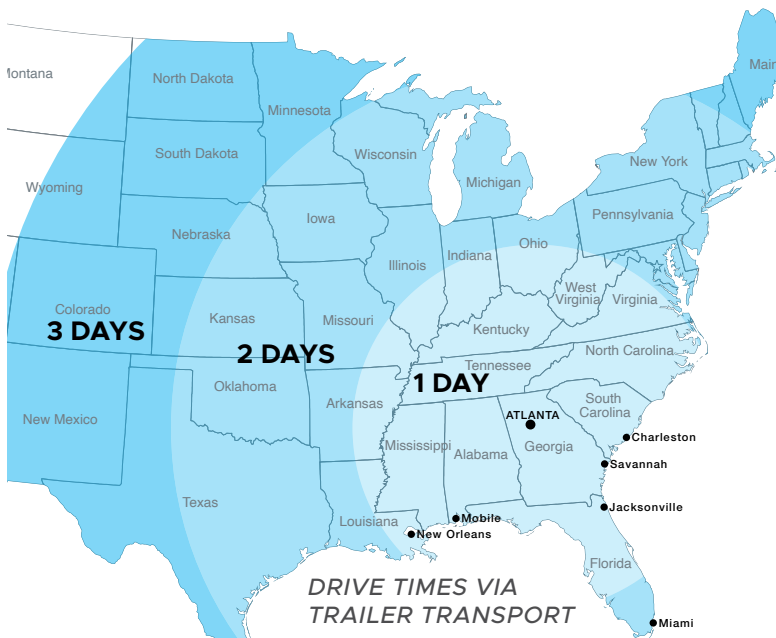 Main
Montana
North Dakota
Minnesota
South Dakota
Wisconsin
New York
Michigan
Wyoming
Pennsylvania
Iowa
Nebraska
Ohio
Indiana
Illinois
West
Virginia
Virginia
Colorado
Kansas
Missouri
Kentucky
3 DAYS
2 DAYS
North Carolina
Tennessee
1 DAY
Oklahoma
Arkansas
South
Carolina
ATLANTA
New Mexico
Charleston
Mississippi
Alabama
Georgia
Savannah
Texas
Jacksonville
Louisiana
Mobile
New Orleans
Florida
DRIVE TIMES VIA
TRAILER TRANSPORT
Miami